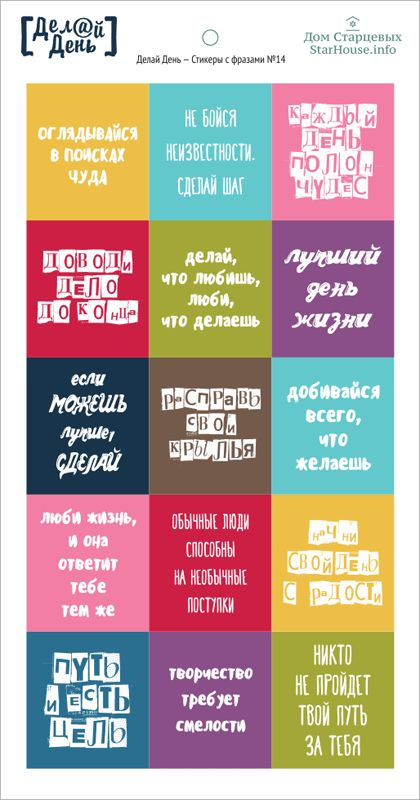 [Дел@й
День]
Дом Старцевых
StarHouse.info
Делай День — Стикеры с фразами №14
ОГЛЯДЫВАЙСЯ
В ПОИСКАХ
ЧУДА
НЕ БОЙСЯ
НЕИЗВЕСТНОСТИ.
СДЕЛАЙ ШАГ
КАЖДЫЙ
ДЕНЬ
ПОЛОН
ЧУДЕС
ДОВОДИ
ДЕЛО
ДО КОНЦА
делай,
что любишь,
люби,
что делаешь
лучший
день
жизни
если
МОЖЕШЬ
лучше,
СДЕЛАЙ
РАСПРАВЬ
СВОИ
КРЫЛЬЯ
добивайся
всего,
что
желаешь
люби жизнь,
и она
ответит
тебе
тем же
ОБЫЧНЫЕ ЛЮДИ
СПОСОБНЫ
НА НЕОБЫЧНЫЕ
ПОСТУПКИ
НАЧНИ
СВОЙ ДЕНЬ
С РАДОСТИ
ПУТЬ
И ЕСТЬ
ЦЕЛЬ
творчество
требует
смелости
НИКТО
НЕ ПРОЙДЕТ
ТВОЙ ПУТЬ
ЗА ТЕБЯ